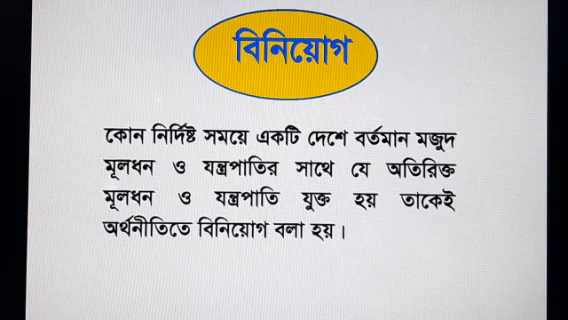 বিনিয়োগ
কোন নির্দিষ্ট সময়ে একটি দেশে বর্তমান মজুদ
মূলধন ও যন্ত্রপাতির সাথে যে অতিরিক্ত
মূলধন ও যন্ত্রপাতি যুক্ত হয় তাকেই
অর্থনীতিতে বিনিয়োগ বলা হয়।